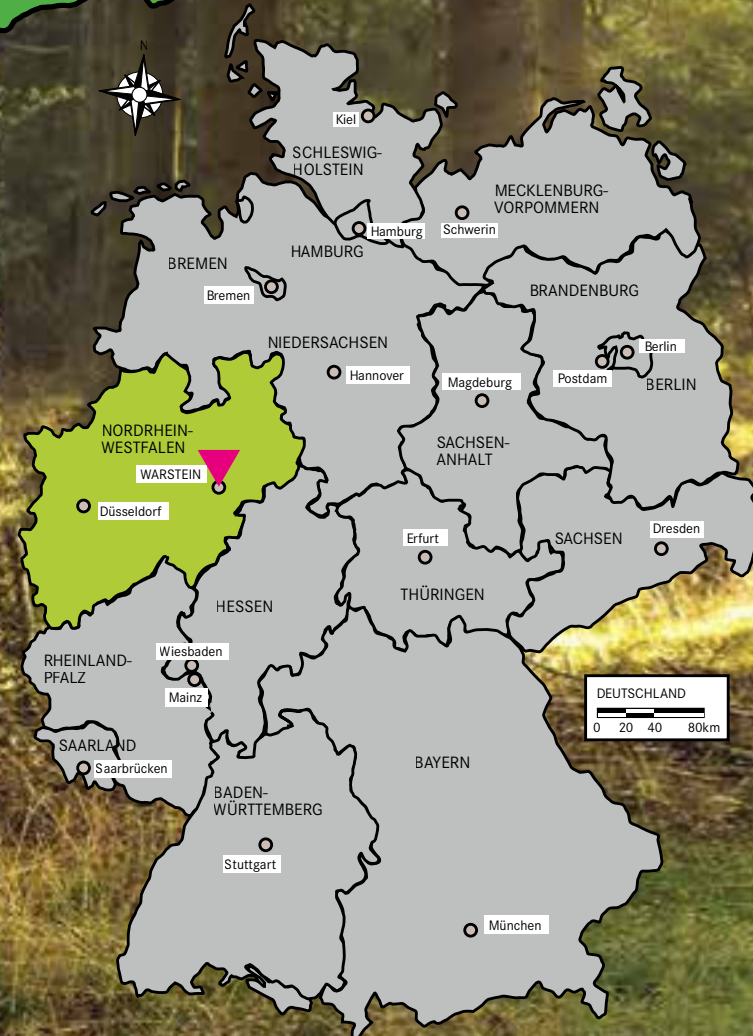 N
Kiel
SCHLESWIG-
HOLSTEIN
MECKLENBURG-
VORPOMMERN
Hamburg
Schwerin
HAMBURG
BREMEN
Bremen
BRANDENBURG
NIEDERSACHSEN
Hannover
Berlin
Postdam
BERLIN
Magdeburg
NORDRHEIN-
WESTFALEN
WARSTEIN
SACHSEN-
ANHALT
Düsseldorf
Erfurt
SACHSEN
Dresden
THÜRINGEN
HESSEN
Wiesbaden
RHEINLAND-
PFALZ
Mainz
DEUTSCHLAND
0 20 40 80km
SAARLAND
Saarbrücken
BAYERN
BADEN-
WÜRTTEMBERG
Stuttgart
München